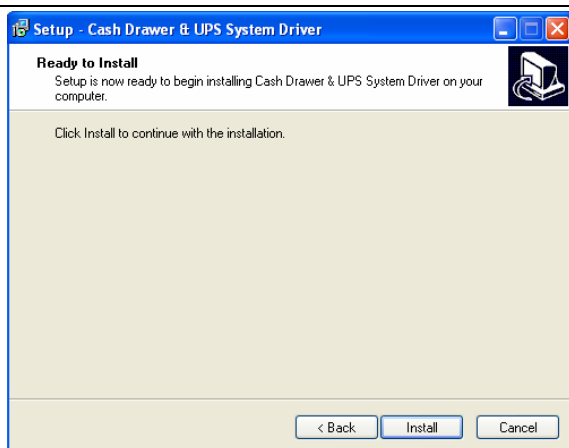 Setup - Cash Drawer & UPS System Driver
Ready to Install
Setup is now ready to begin installing Cash Drawer & UPS System Driver on your
computer.
Click Install to continue with the installation.
< Back Install Cancel